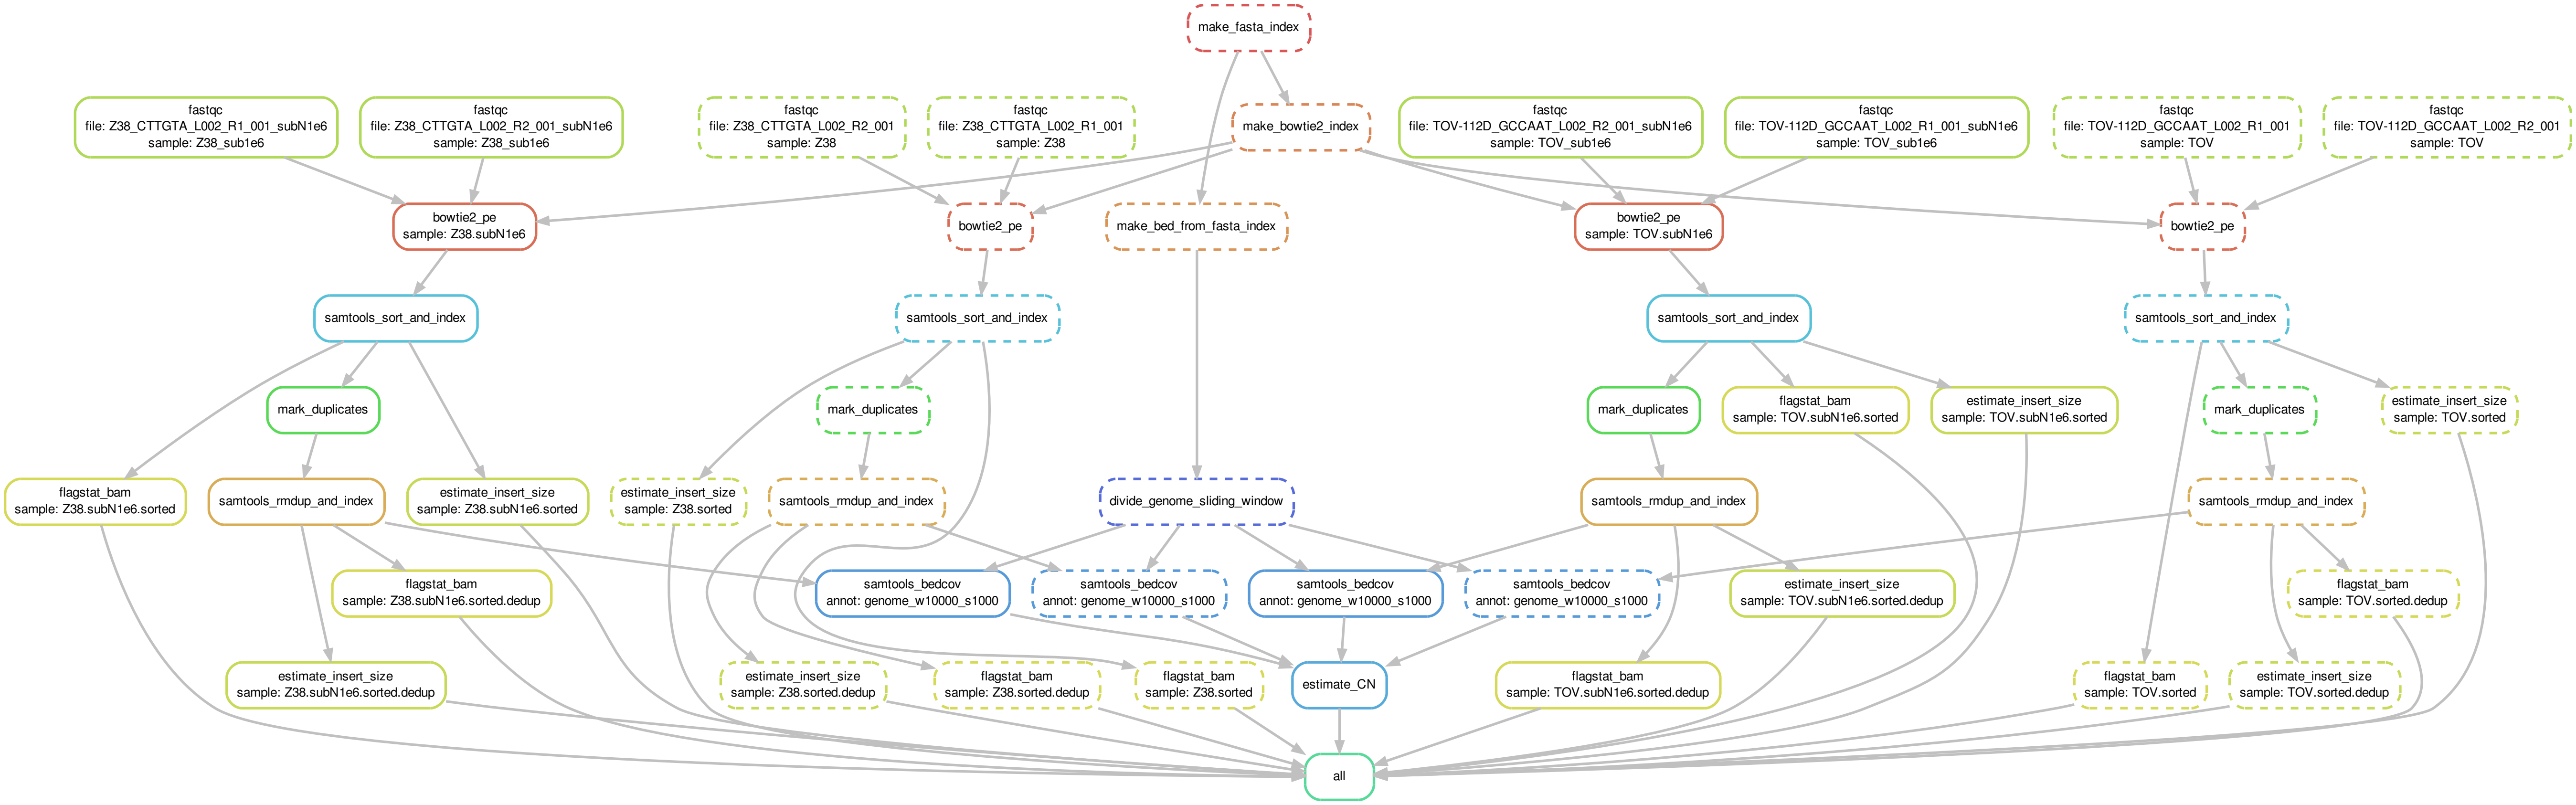 make_fasta_index
fastqc
file: Z38_CTTGTA_L002_R1_001_subN1e6
sample: Z38_sub1e6
fastqc
file: Z38_CTTGTA_L002_R2_001_subN1e6
sample: Z38_sub1e6
fastqc
file: Z38_CTTGTA_L002_R2_001
sample: Z38
fastqc
file: Z38_CTTGTA_L002_R1_001
sample: Z38
make_bowtie2_index
fastqc
file: TOV-112D_GCCAAT_L002_R2_001_subN1e6
sample: TOV_sub1e6
fastqc
file: TOV-112D_GCCAAT_L002_R1_001_subN1e6
sample: TOV_sub1e6
fastqc
file: TOV-112D_GCCAAT_L002_R1_001
sample: TOV
fastqc
file: TOV-112D_GCCAAT_L002_R2_001
sample: TOV
bowtie2_pe
sample: Z38.subN1e6
bowtie2_pe
make_bed_from_fasta_index
bowtie2_pe
sample: TOV.subN1e6
bowtie2_pe
samtools_sort_and_index
samtools_sort_and_index
samtools_sort_and_index
samtools_sort_and_index
mark_duplicates
mark_duplicates
mark_duplicates
flagstat_bam
sample: TOV.subN1e6.sorted
estimate_insert_size
sample: TOV.subN1e6.sorted
mark_duplicates
estimate_insert_size
sample: TOV.sorted
flagstat_bam
sample: Z38.subN1e6.sorted
samtools_rmdup_and_index
estimate_insert_size
sample: Z38.subN1e6.sorted
estimate_insert_size
sample: Z38.sorted
samtools_rmdup_and_index
divide_genome_sliding_window
samtools_rmdup_and_index
samtools_rmdup_and_index
flagstat_bam
sample: Z38.subN1e6.sorted.dedup
samtools_bedcov
annot: genome_w10000_s1000
samtools_bedcov
annot: genome_w10000_s1000
samtools_bedcov
annot: genome_w10000_s1000
samtools_bedcov
annot: genome_w10000_s1000
estimate_insert_size
sample: TOV.subN1e6.sorted.dedup
flagstat_bam
sample: TOV.sorted.dedup
estimate_insert_size
sample: Z38.subN1e6.sorted.dedup
estimate_insert_size
sample: Z38.sorted.dedup
flagstat_bam
sample: Z38.sorted.dedup
flagstat_bam
sample: Z38.sorted
estimate_CN
flagstat_bam
sample: TOV.subN1e6.sorted.dedup
flagstat_bam
sample: TOV.sorted
estimate_insert_size
sample: TOV.sorted.dedup
all